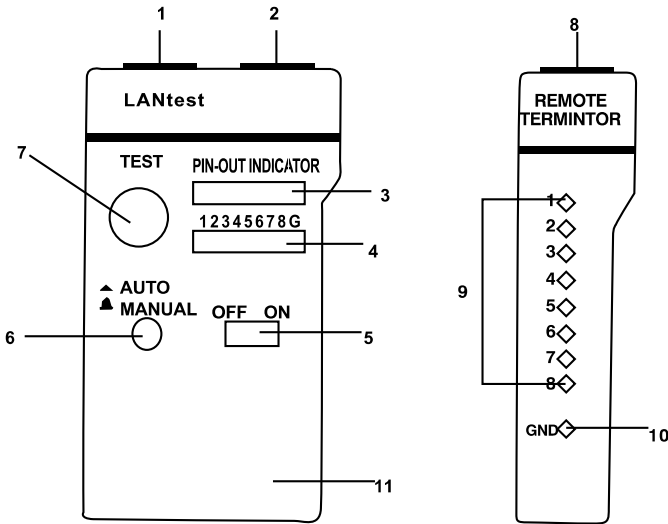 1
2
8
LANtest
REMOTE
TERMINTOR
7
TEST
PIN-OUT INDICATOR
3
12345678G
4
AUTO
MANUAL
OFF ON
6
5
11
1
2
3
4
5
6
7
8
9
GND
10